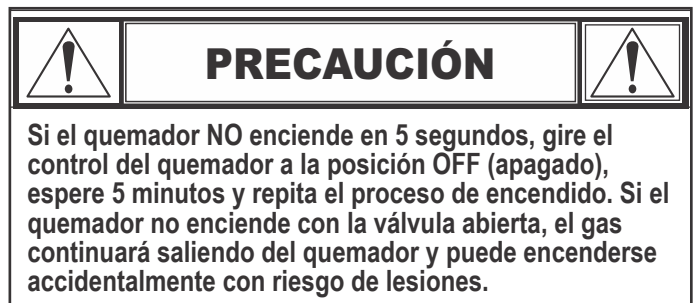 PRECAUCIÓN
Si el quemador NO enciende en 5 segundos, gire el
control del quemador a la posición OFF (apagado),
espere 5 minutos y repita el proceso de encendido. Si el
quemador no enciende con la válvula abierta, el gas
continuará saliendo del quemador y puede encenderse
accidentalmente con riesgo de lesiones.